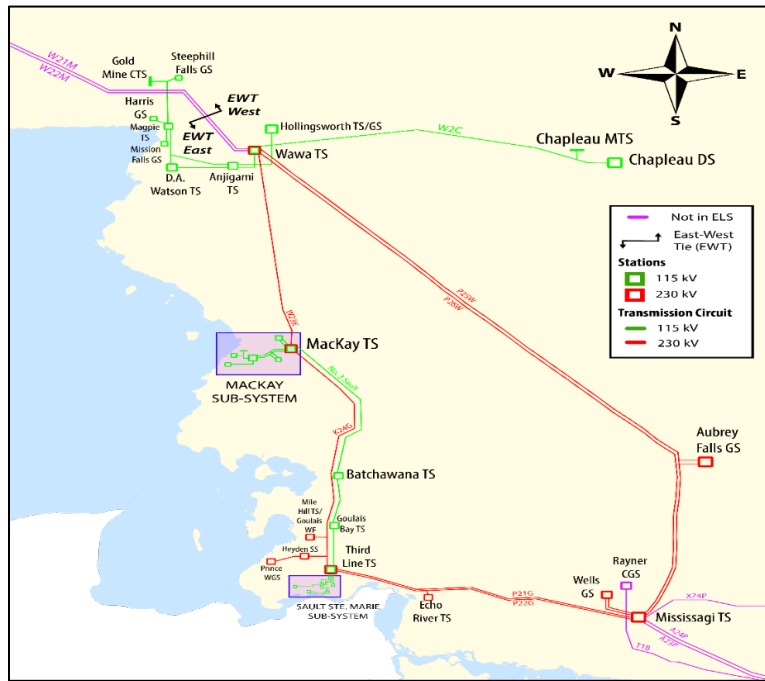 N
W
E
S
W21M
W22M
Gold
Mine CTS
Steephill
Falls GS
Harris
GS
Magpie TS
Mission
Falls GS
EWT
West
EWT
East
Hollingsworth TS/GS
Wawa TS
D.A.
Watson TS
Anjigami
TS
W2C
Chapleau MTS
Chapleau DS
Not in ELS
East-West
Tie (EWT)
Stations
115 kV
230 kV
Transmission Circuit
115 kV
230 kV
P25W
P26W
W23K
MacKay TS
MACKAY
SUB-SYSTEM
No. 3 Sault
K24G
Batchawana TS
Aubrey
Falls GS
Mile
Hill TS/
Goulais
WF
Goulais
Bay TS
Heyden SS
Prince
WGS
Third
Line TS
SAULT STE. MARIE
SUB-SYSTEM
Echo
River TS
P21G
P22G
Wells
GS
Rayner
CGS
X74P
Mississagi TS
A24P
A23P
T1B